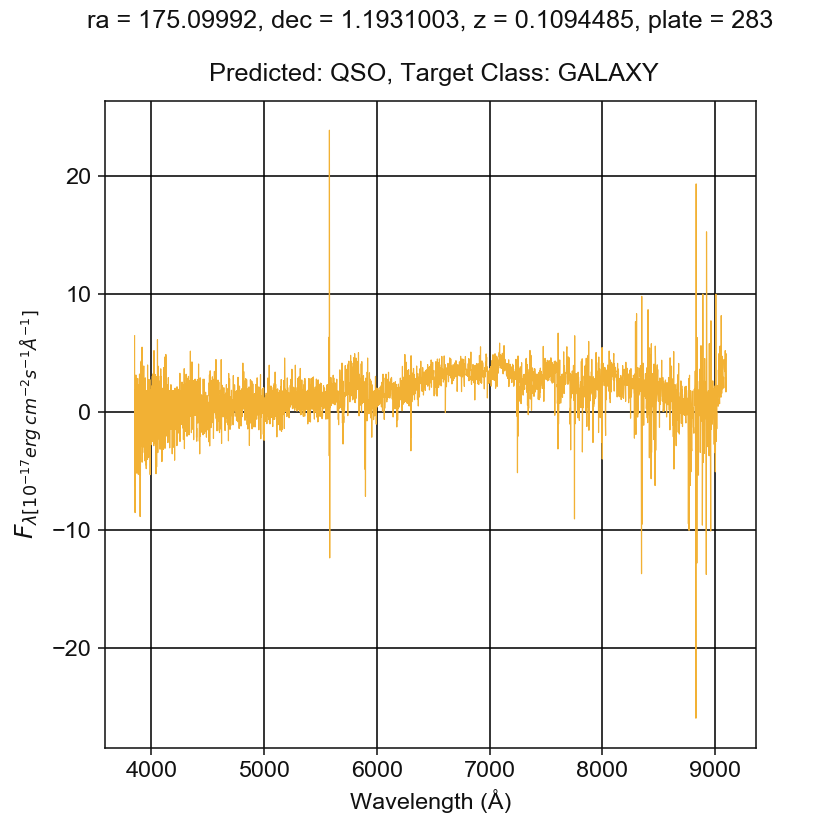 ra = 175.09992, dec = 1.1931003, z = 0.1094485, plate = 283
Predicted: QSO, Target Class: GALAXY
20
10
0
−10
−20
F_λ[10^{−17} erg cm^{−2} s^{−1} Å^{−1}]
4000 5000 6000 7000 8000 9000
Wavelength (Å)